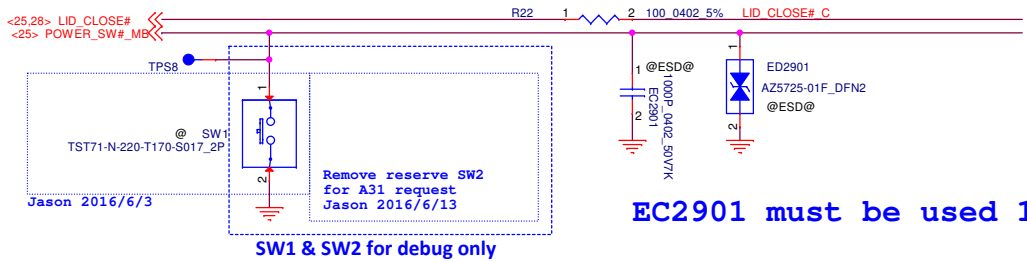 <25,28> LID_CLOSE#
R22 1 2 100_0402_5% LID_CLOSE#_C
<25> POWER_SW#_MB
TPS8
1
@ SW1
TST71-N-220-T170-S017_2P
2
Jason 2016/6/3
Remove reserve SW2
for A31 request
Jason 2016/6/13
SW1 & SW2 for debug only
1 @ESD@
EC2901
1000P_0402_50V7K
2
1
ED2901
AZ5725-01F_DFN2
@ESD@
2
EC2901 must be used 1